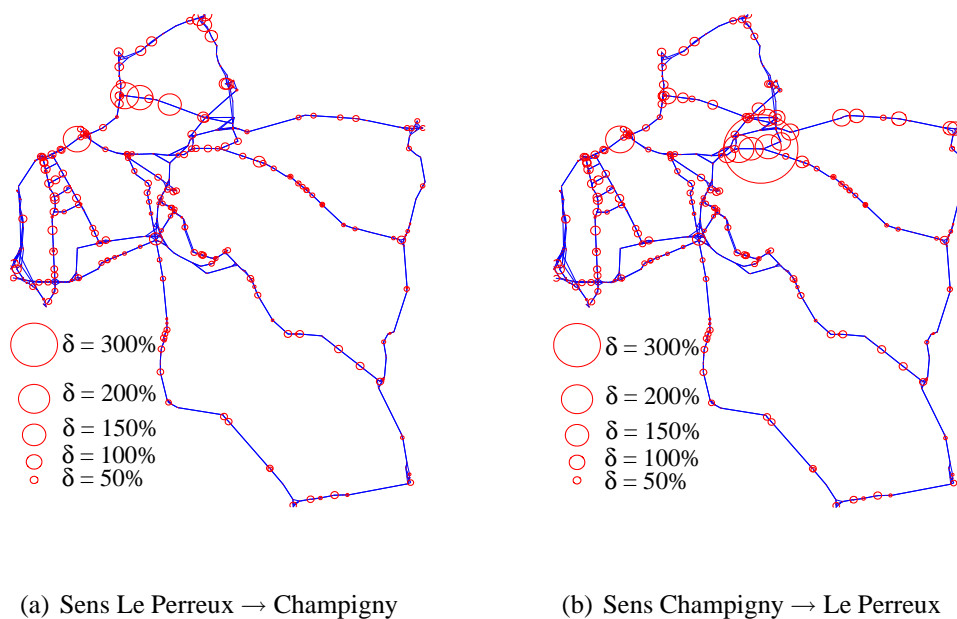 δ = 300%
δ = 200%
δ = 150%
δ = 100%
δ = 50%
δ = 300%
δ = 200%
δ = 150%
δ = 100%
δ = 50%
(a) Sens Le Perreux → Champigny
(b) Sens Champigny → Le Perreux